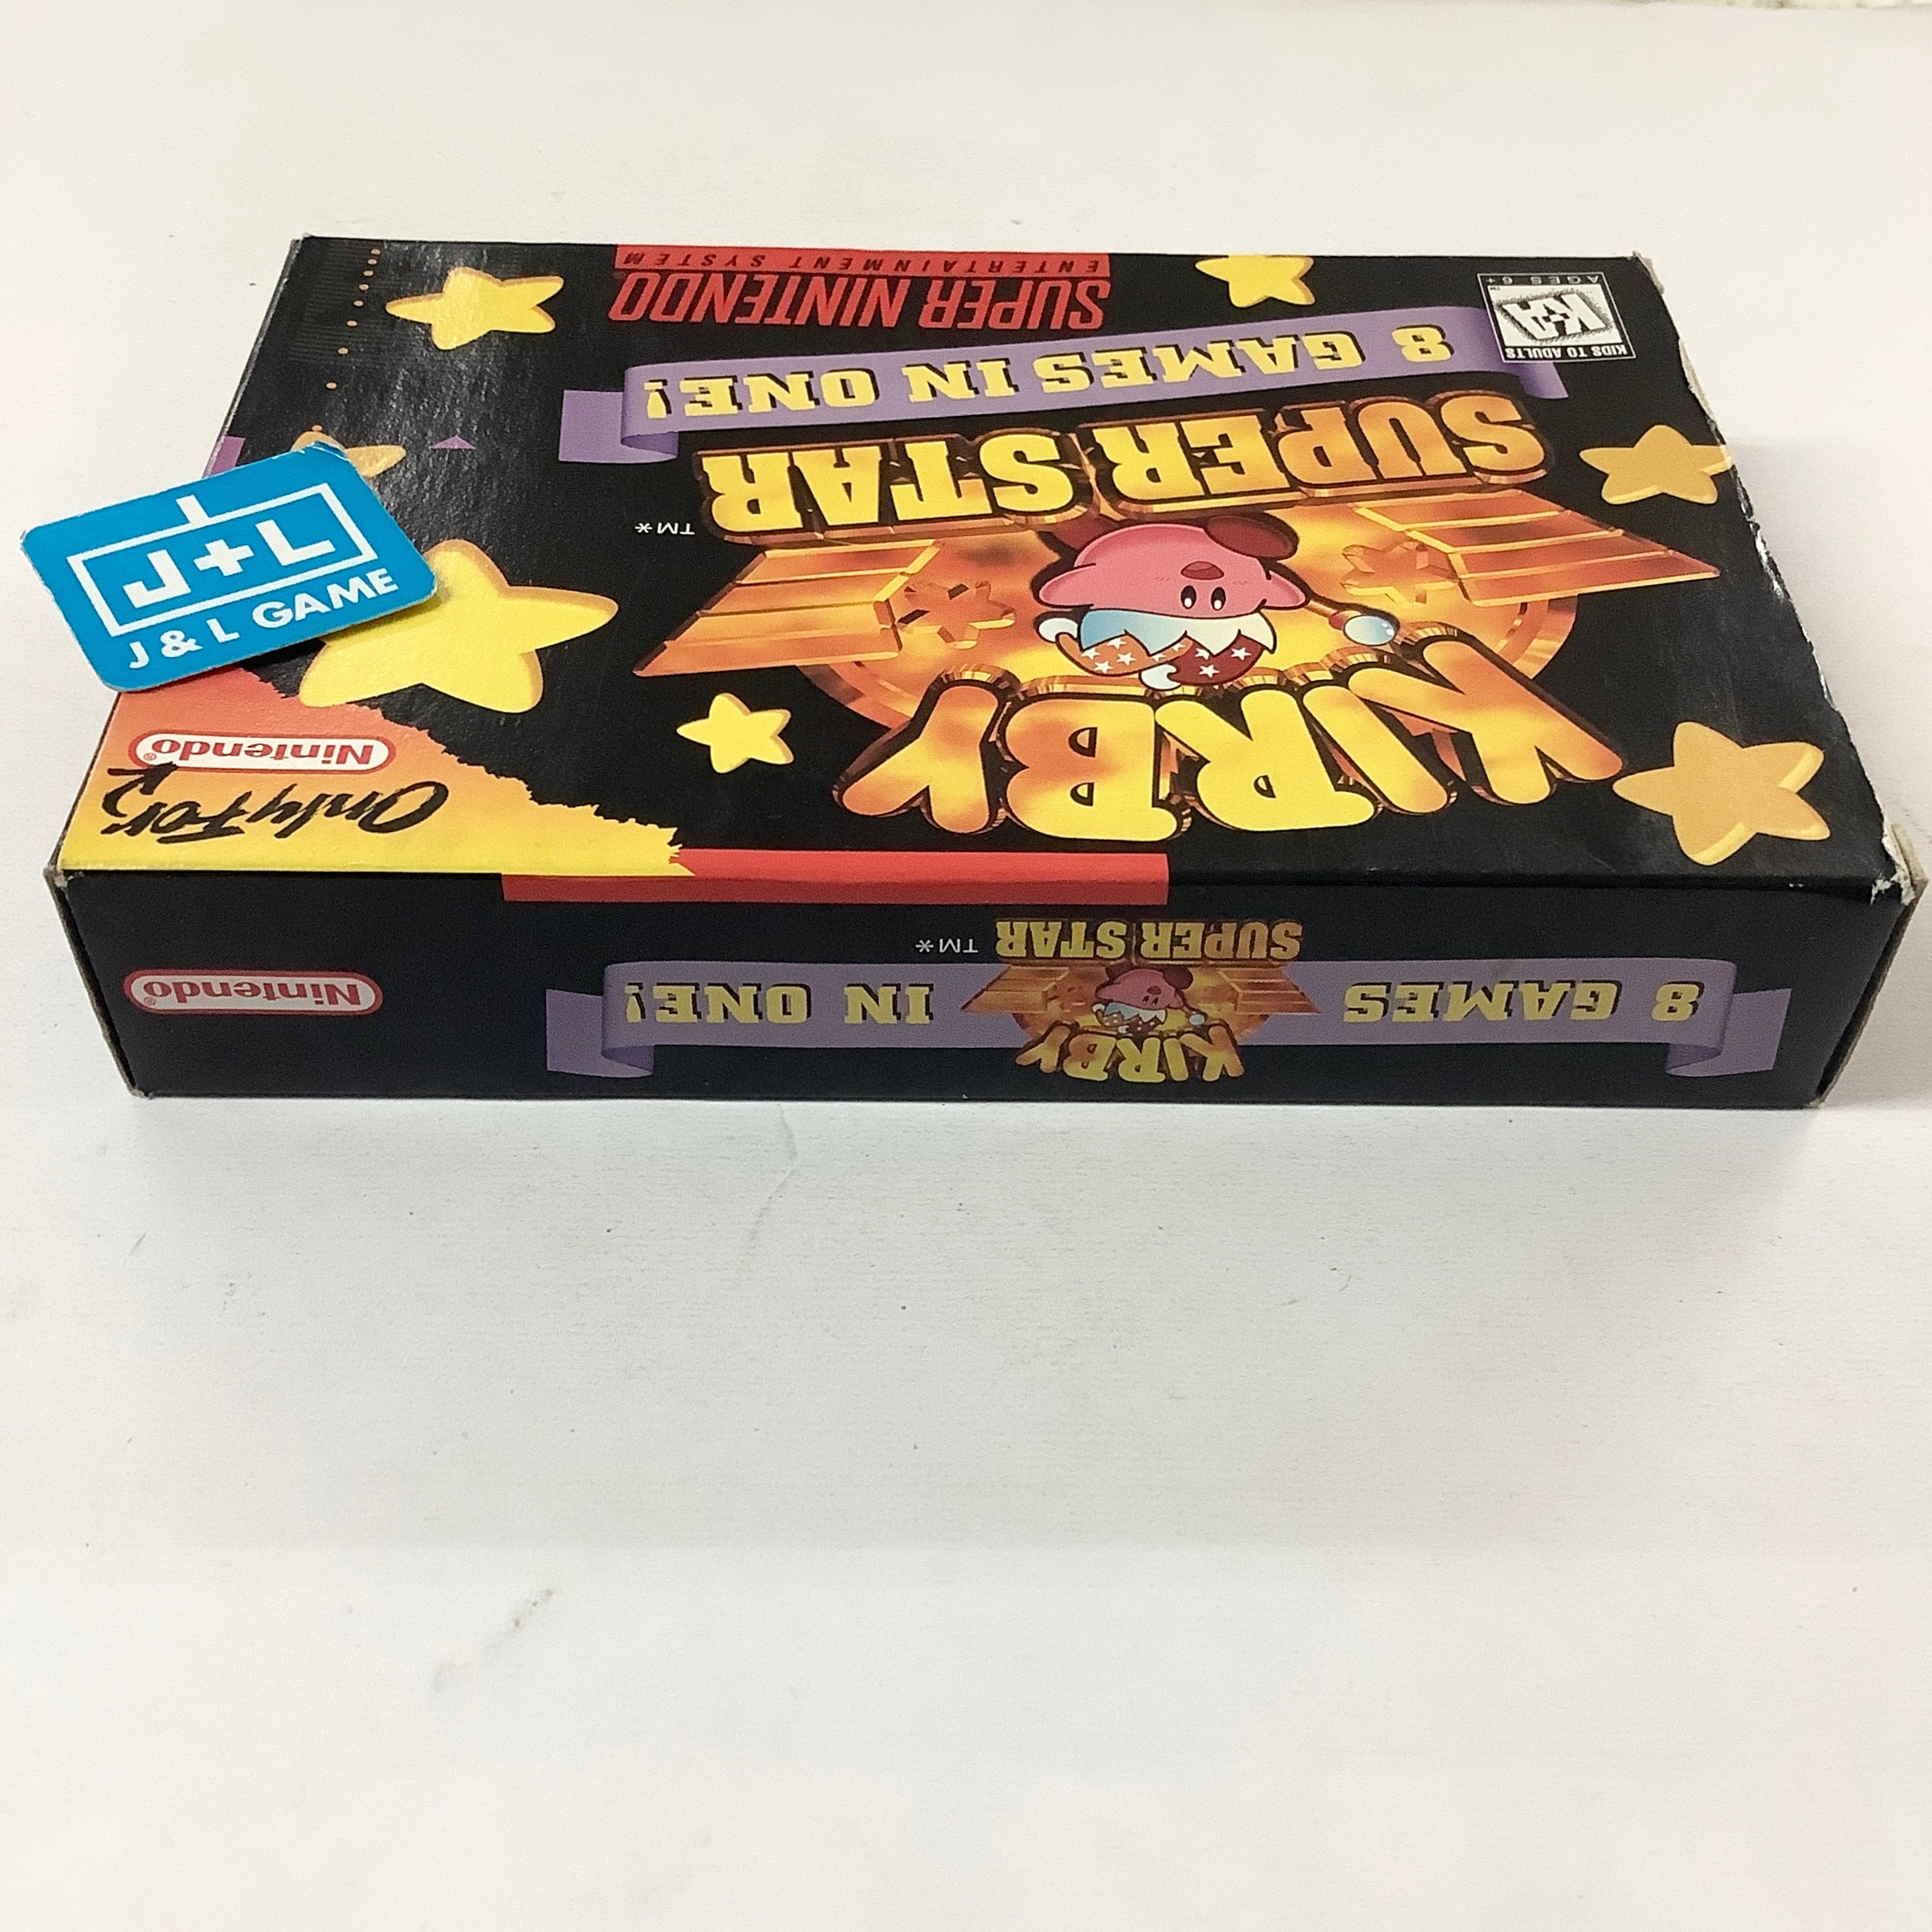 J+L
J & L GAME
Only For
Nintendo®
KIRBY
SUPER STAR
TM*
8 GAMES IN ONE!
KIDS TO ADULTS
K-A
AGES 6+
SUPER NINTENDO
ENTERTAINMENT SYSTEM
8 GAMES
KIRBY
SUPER STAR
TM*
IN ONE!
Nintendo®